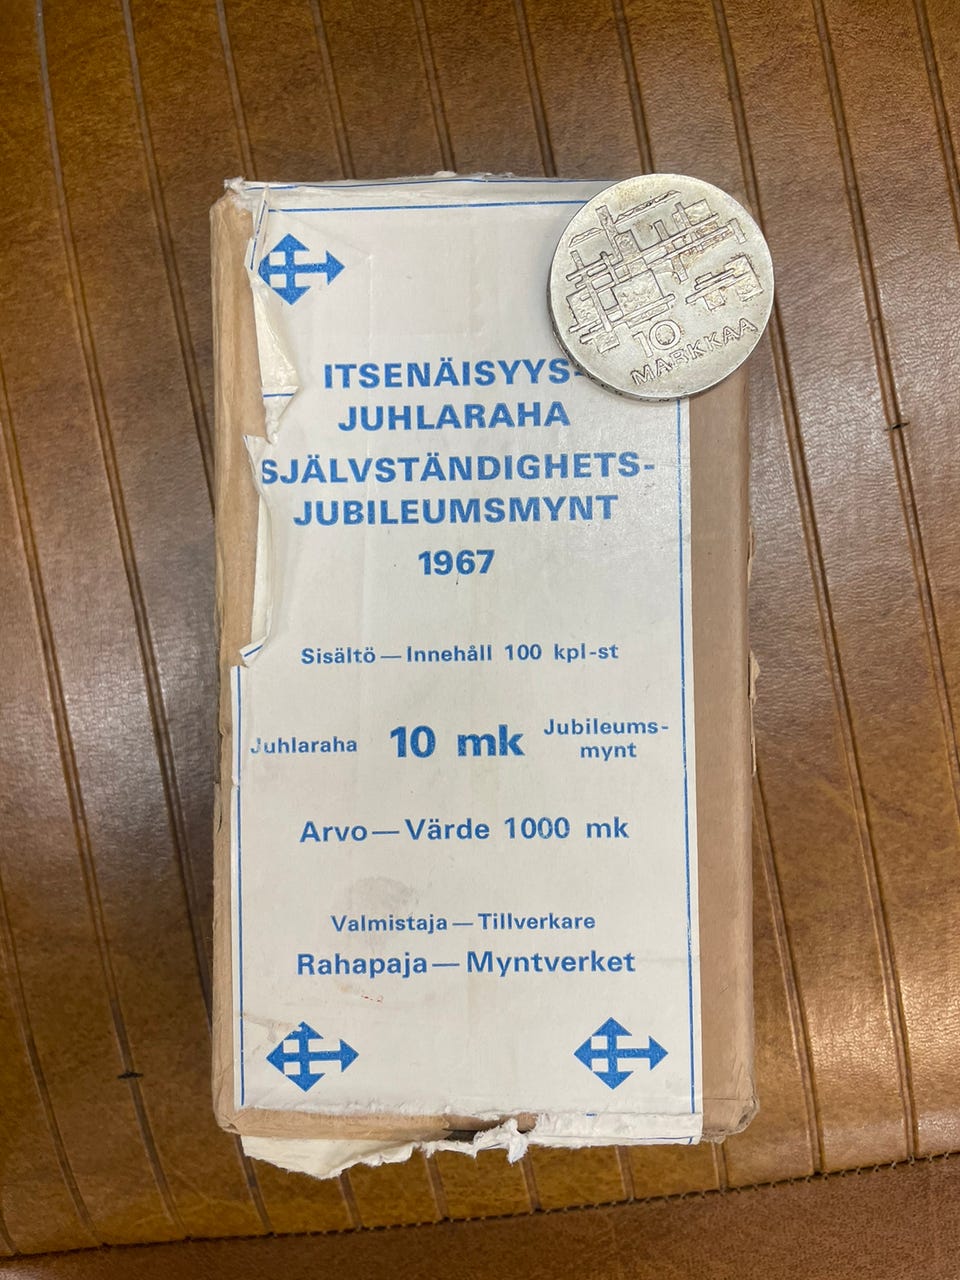 ITSENÄISYYS-
JUHLARAHA
SJÄLVSTÄNDIGHETS-
JUBILEUMSMYNT
1967
Sisältö — Innehåll 100 kpl-st
Juhlaraha 10 mk Jubileums-
mynt
Arvo — Värde 1000 mk
Valmistaja — Tillverkare
Rahapaja — Myntverket
10
MARKKAA